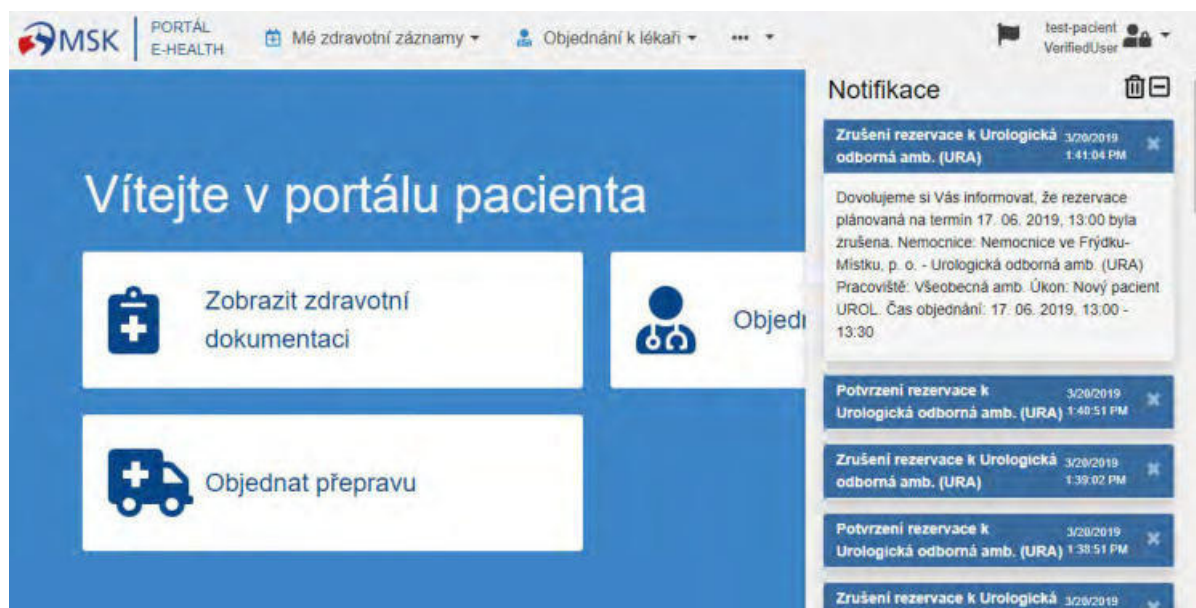 MSK
PORTÁL
E-HEALTH
Mé zdravotní záznamy
Objednání k lékaři
test-pacient
VerifiedUser
Vítejte v portálu pacienta
Zobrazit zdravotní
dokumentaci
Objedn
Objednat přepravu
Notifikace
Zrušení rezervace k Urologická 3/20/2019
odborná amb. (URA) 1:41:04 PM
Dovolujeme si Vás informovat, že rezervace
plánovaná na termín 17. 06. 2019, 13:00 byla
zrušena. Nemocnice: Nemocnice ve Frýdku-
Místku, p. o. - Urologická odborná amb. (URA)
Pracoviště: Všeobecná amb. Úkon: Nový pacient
UROL. Čas objednání: 17. 06. 2019, 13:00 -
13:30
Potvrzení rezervace k 3/20/2019
Urologická odborná amb. (URA) 1:40:51 PM
Zrušení rezervace k Urologická 3/20/2019
odborná amb. (URA) 1:39:02 PM
Potvrzení rezervace k 3/20/2019
Urologická odborná amb. (URA) 1:38:51 PM
Zrušení rezervace k Urologická 3/20/2019